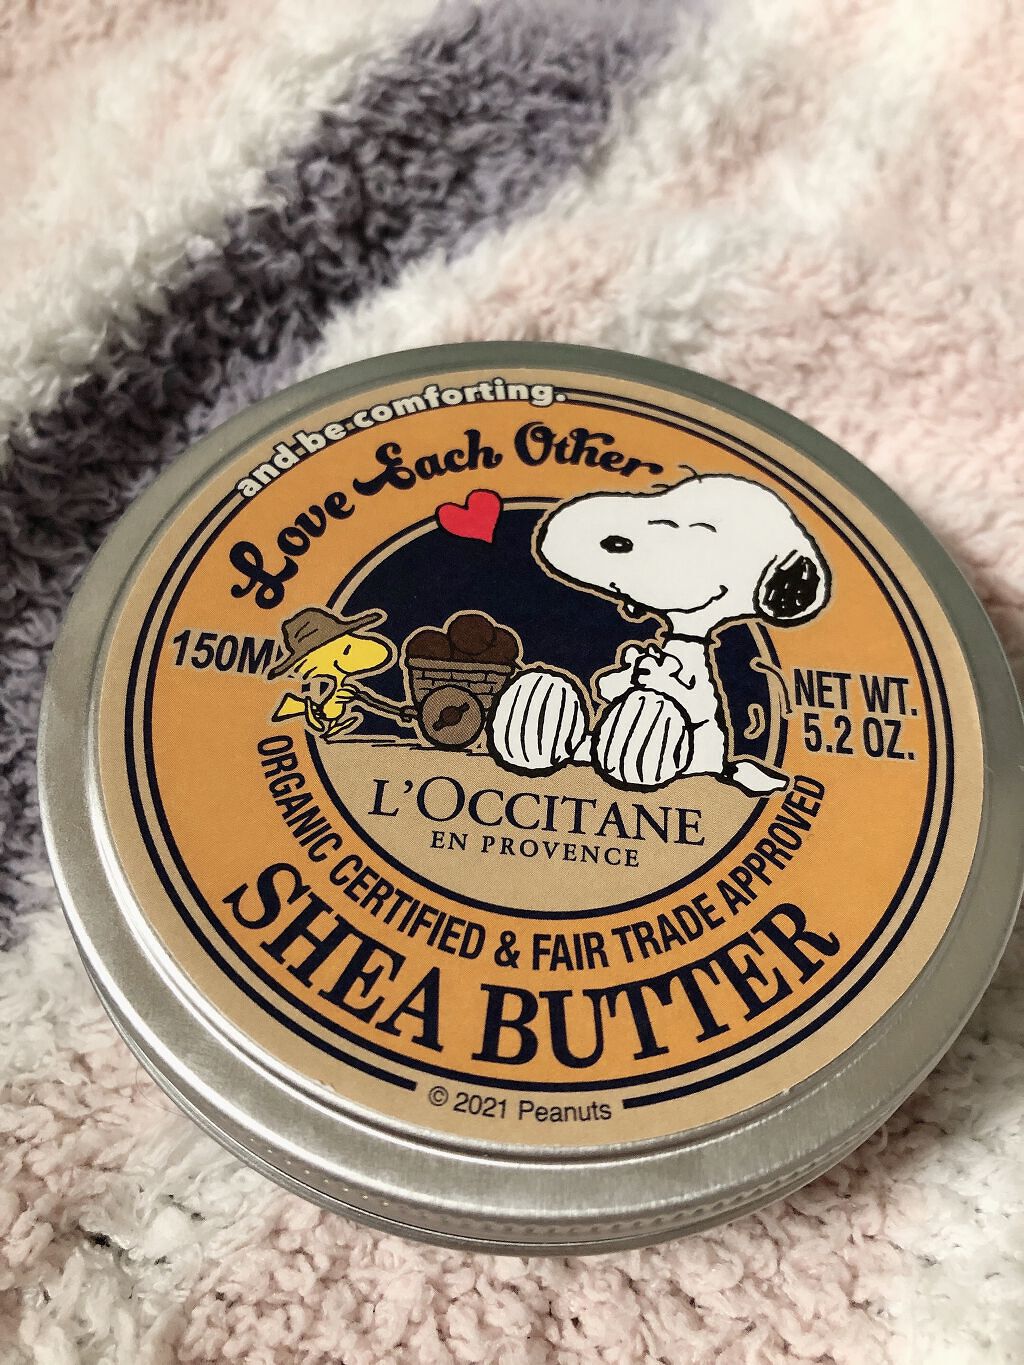 and·be·comforting.
Love Each Other
150M
NET WT.
5.2 OZ.
L'OCCITANE
EN PROVENCE
ORGANIC CERTIFIED & FAIR TRADE APPROVED
SHEA BUTTER
© 2021 Peanuts